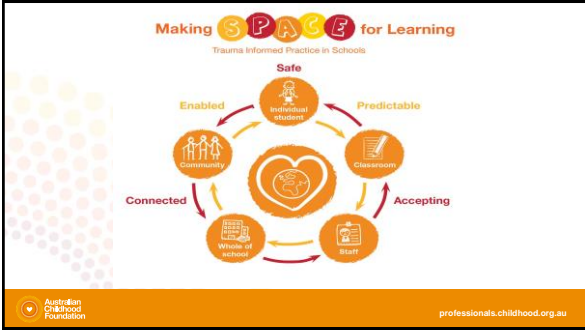 Making SPACE for Learning
Trauma Informed Practice in Schools
Safe
Enabled
Predictable
Individual
student
Community
Classroom
Connected
Accepting
Whole of
school
Staff
Australian
Childhood
Foundation
professionals.childhood.org.au